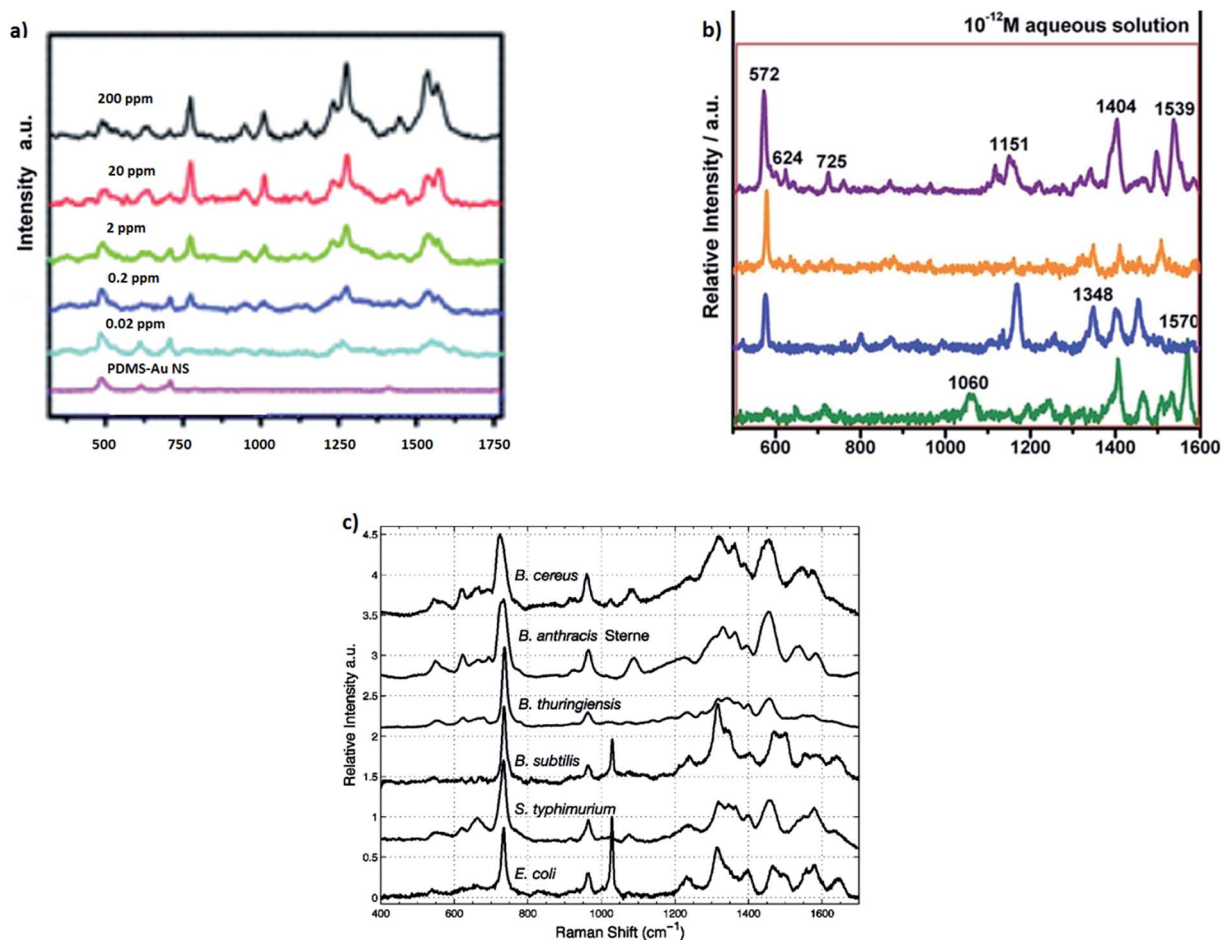 a)
Intensity a.u.
200 ppm
20 ppm
2 ppm
0.2 ppm
0.02 ppm
PDMS-Au NS
500 750 1000 1250 1500 1750
b)
10⁻¹²M aqueous solution
Relative Intensity / a.u.
572
624
725
1151
1404
1539
1348
1570
1060
600 800 1000 1200 1400 1600
c)
Relative Intensity a.u.
4.5
4
3.5
3
2.5
2
1.5
1
0.5
0
B. cereus
B. anthracis Sterne
B. thuringiensis
B. subtilis
S. typhimurium
E. coli
400 600 800 1000 1200 1400 1600
Raman Shift (cm⁻¹)